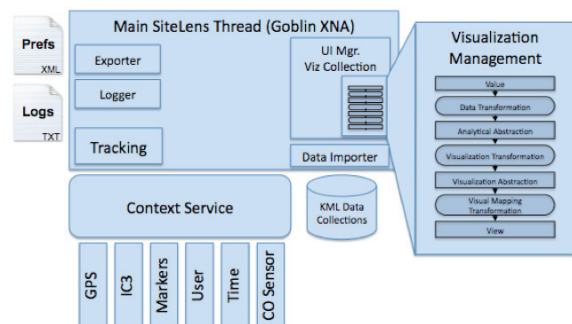 Main SiteLens Thread (Goblin XNA)
Prefs
XML
Logs
TXT
Exporter
Logger
Tracking
UI Mgr.
Viz Collection
Data Importer
Context Service
KML Data
Collections
GPS
IC3
Markers
User
Time
CO Sensor
Visualization
Management
Value
Data Transformation
Analytical Abstraction
Visualization Transformation
Visualization Abstraction
Visual Mapping
Transformation
View